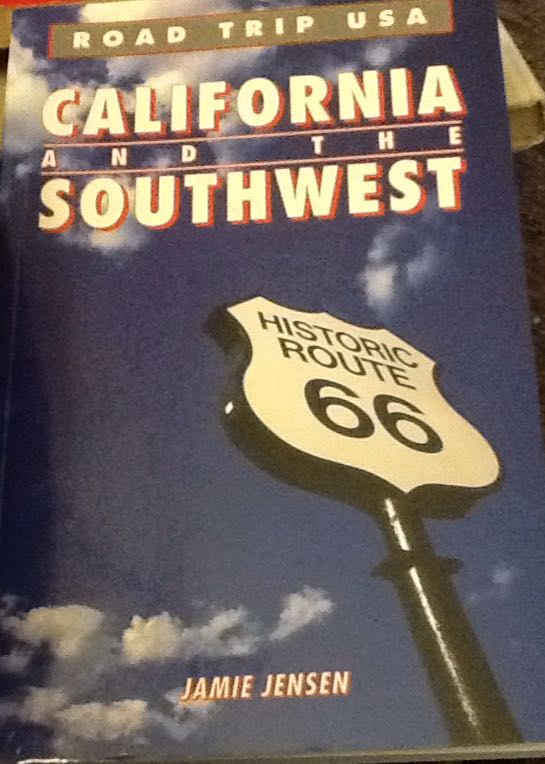 ROAD TRIP USA
CALIFORNIA
AND THE
SOUTHWEST
HISTORIC
ROUTE
66
JAMIE JENSEN